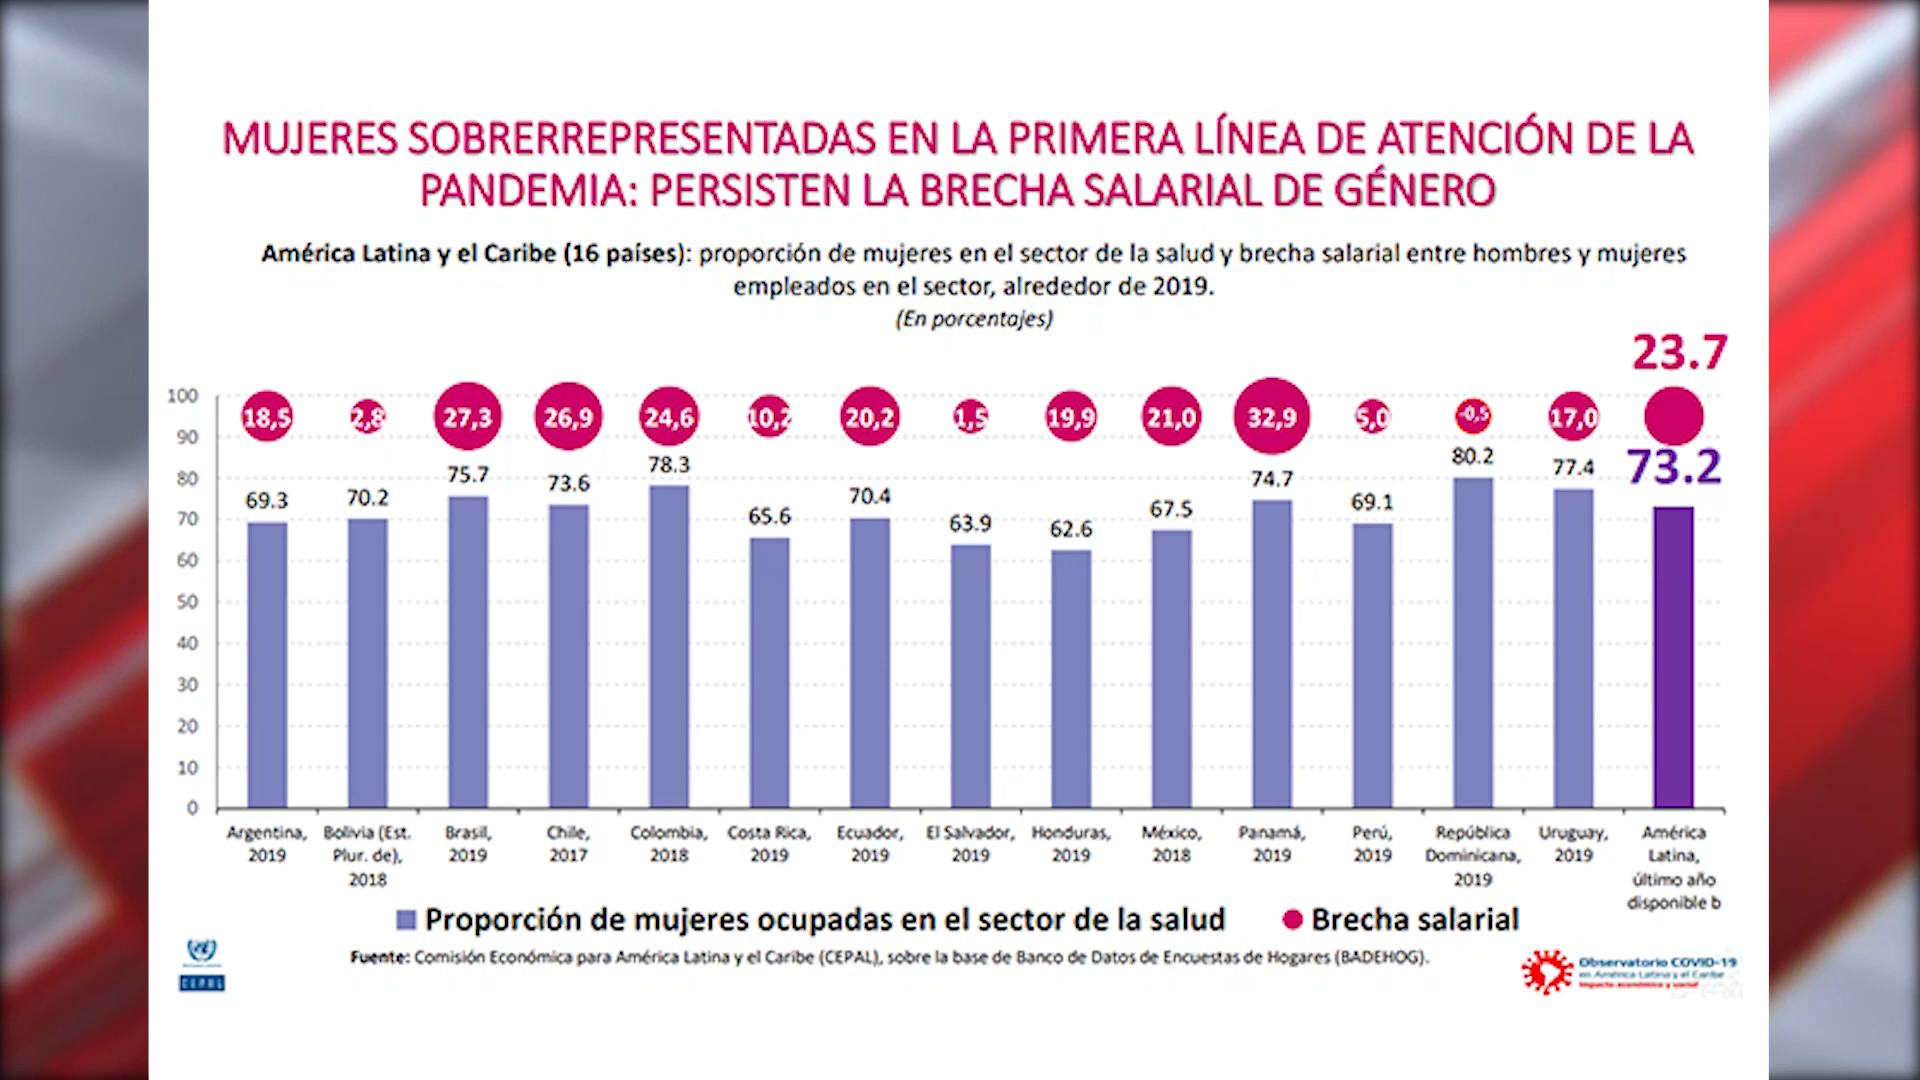 MUJERES SOBRERREPRESENTADAS EN LA PRIMERA LÍNEA DE ATENCIÓN DE LA
PANDEMIA: PERSISTEN LA BRECHA SALARIAL DE GÉNERO
América Latina y el Caribe (16 países): proporción de mujeres en el sector de la salud y brecha salarial entre hombres y mujeres
empleados en el sector, alrededor de 2019.
(En porcentajes)
23.7
100
18,5 2,8 27,3 26,9 24,6 10,2 20,2 1,5 19,9 21,0 32,9 5,0 -0,5 17,0
90
69.3 70.2 75.7 73.6 78.3 65.6 70.4 63.9 62.6 67.5 74.7 69.1 80.2 77.4 73.2
80
70
60
50
40
30
20
10
0
Argentina, 2019
Bolivia (Est. Plur. de), 2018
Brasil, 2019
Chile, 2017
Colombia, 2018
Costa Rica, 2019
Ecuador, 2019
El Salvador, 2019
Honduras, 2019
México, 2018
Panamá, 2019
Perú, 2019
República Dominicana, 2019
Uruguay, 2019
América Latina, último año disponible b
Proporción de mujeres ocupadas en el sector de la salud
Brecha salarial
Fuente: Comisión Económica para América Latina y el Caribe (CEPAL), sobre la base de Banco de Datos de Encuestas de Hogares (BADEHOG).
CEPAL
Observatorio COVID-19
en América Latina y el Caribe
Impacto económico y social